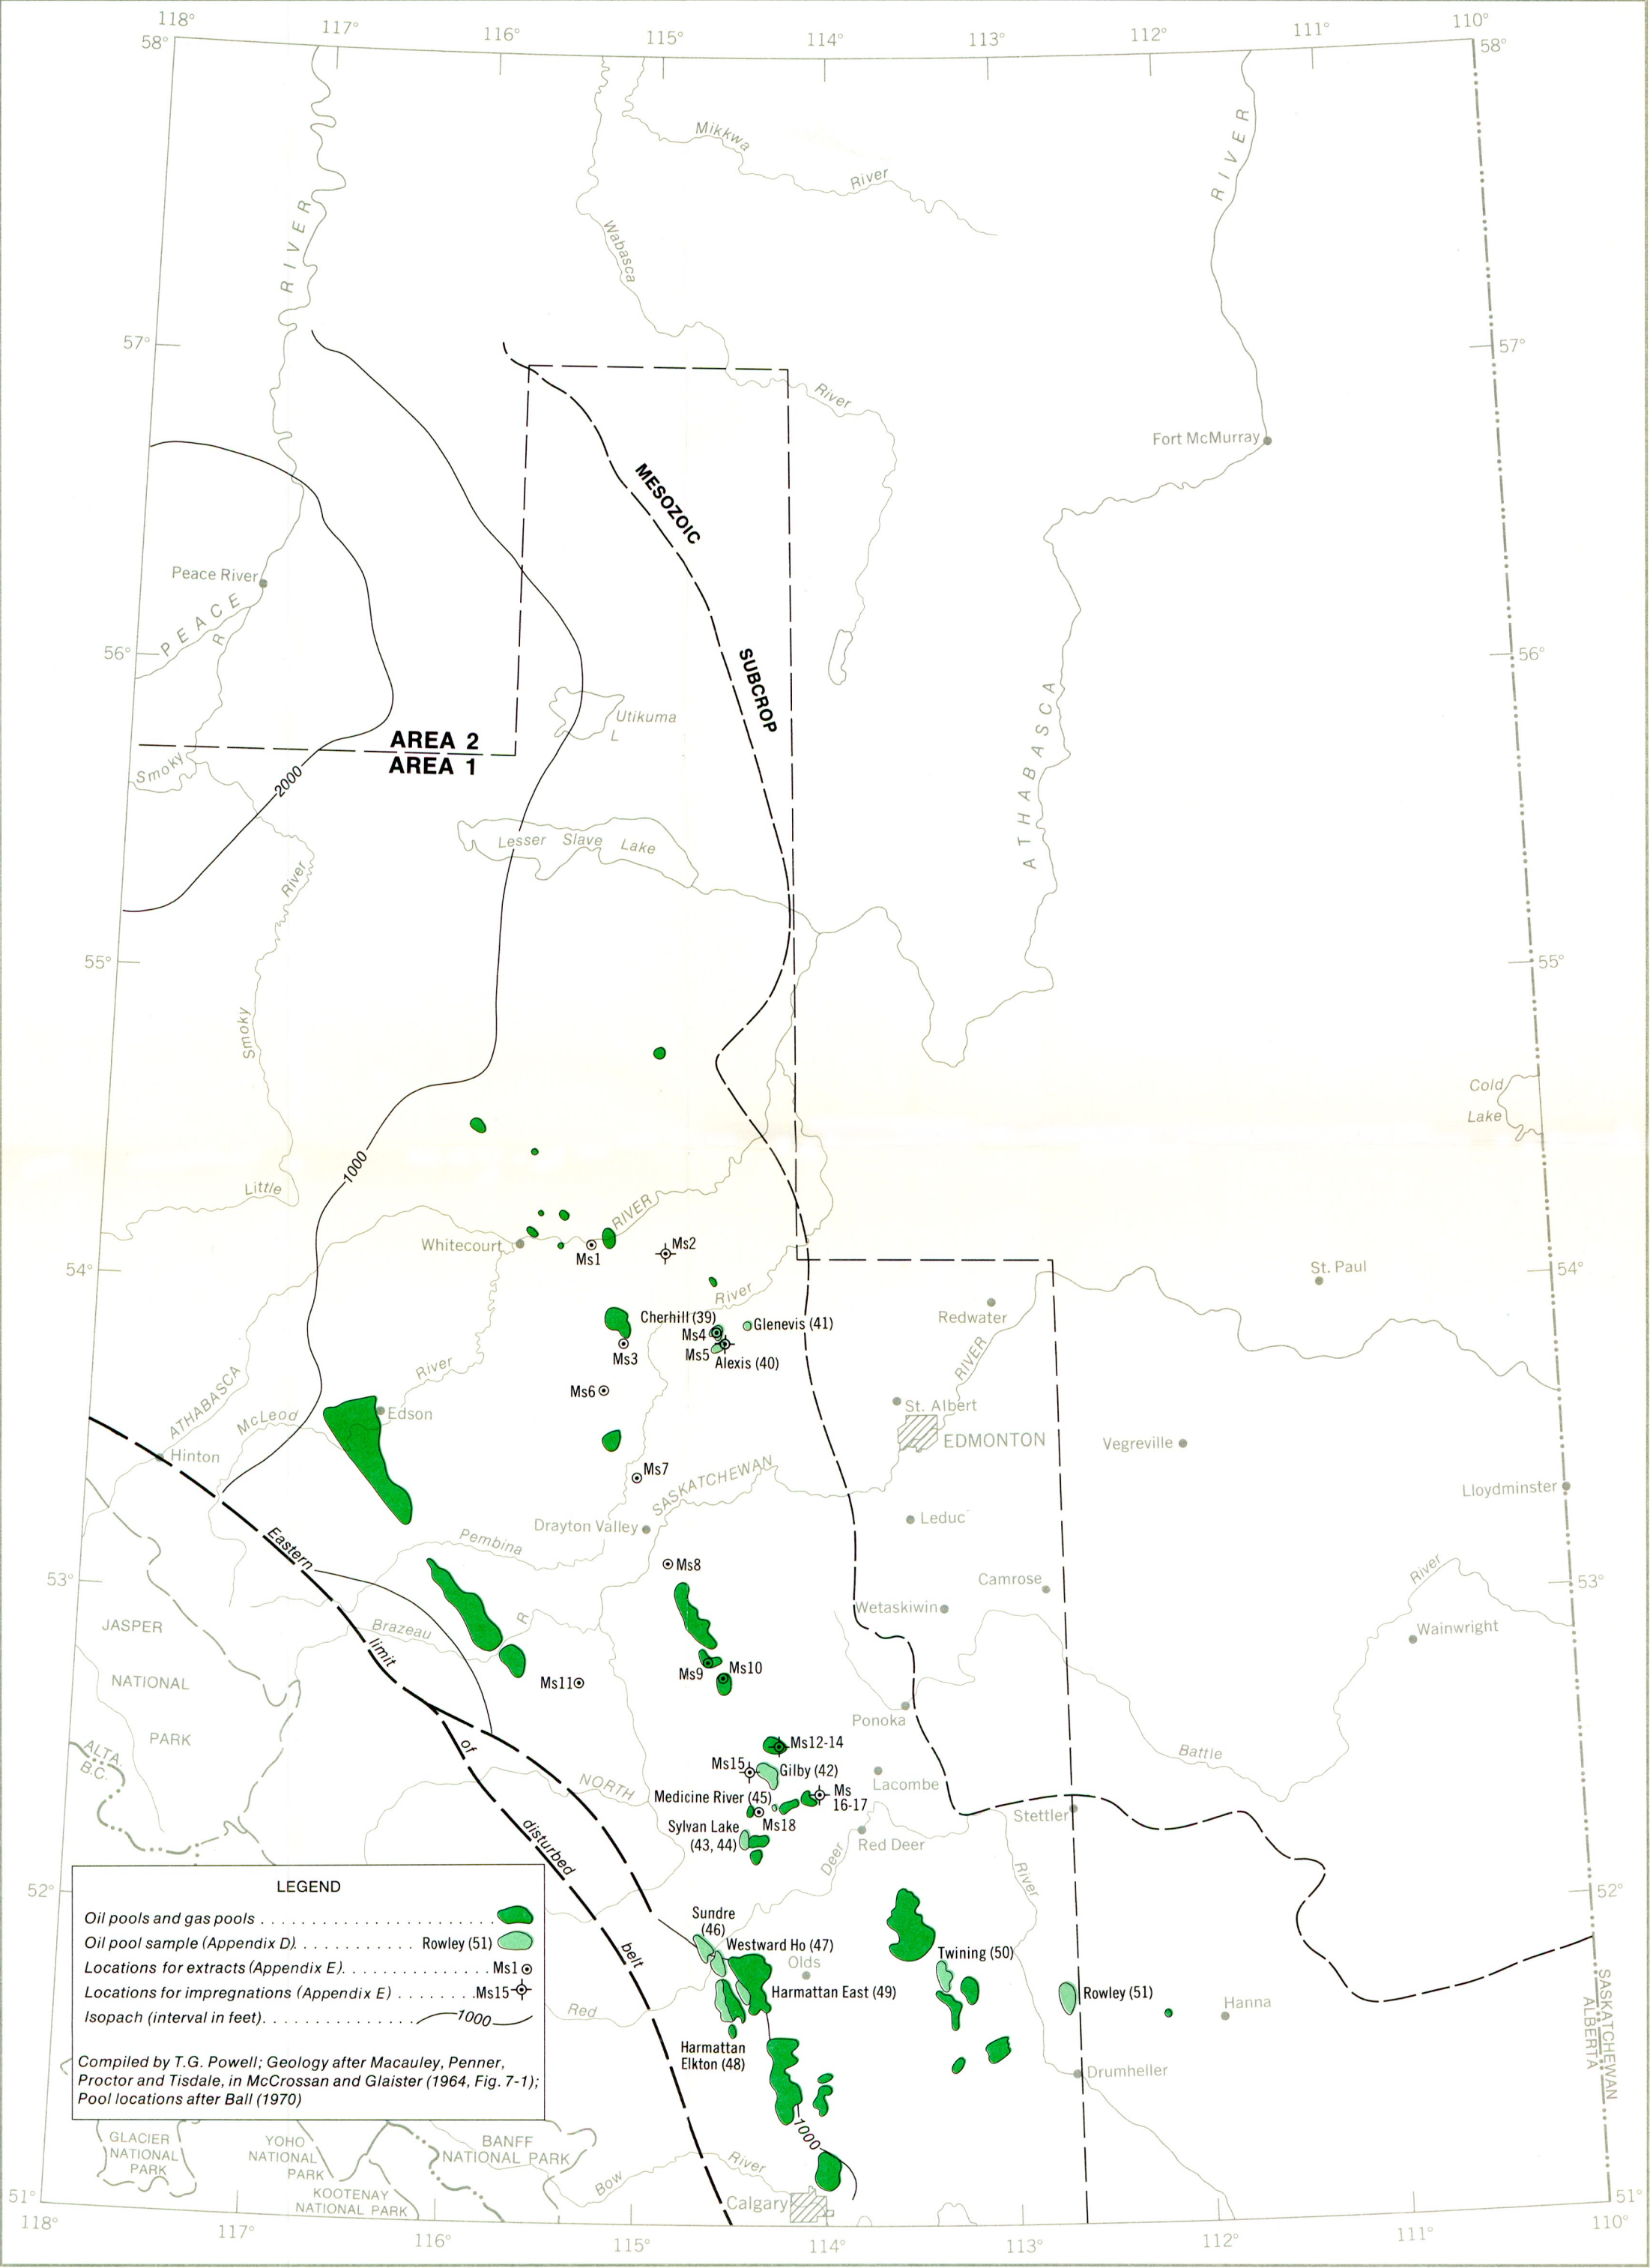 118°
117°
116°
115°
114°
113°
112°
111°
110°
58°
58°
Mikkwa
River
RIVER
RIVER
Wabasca
57°
57°
River
Fort McMurray
MESOZOIC
Peace River
PEACE
R
56°
56°
SUBCROP
ATHABASCA
Utikuma
L
AREA 2
AREA 1
Smoky
2000
Lesser Slave Lake
River
55°
55°
Smoky
Cold
Lake
1000
Little
RIVER
Whitecourt
Ms1
Ms2
54°
54°
St. Paul
River
Cherhill (39)
Glenevis (41)
Redwater
Ms4
Ms3
Ms5
Alexis (40)
RIVER
River
Ms6
ATHABASCA
McLeod
Edson
St. Albert
EDMONTON
Vegreville
Hinton
Ms7
SASKATCHEWAN
Lloydminster
Drayton Valley
Leduc
Eastern
Pembina
Ms8
River
53°
53°
Camrose
Wetaskiwin
JASPER
Brazeau
R
Wainwright
limit
Ms9
Ms10
NATIONAL
Ms11
Ponoka
PARK
ALTA.
B.C.
of
Ms12-14
Battle
Ms15
Gilby (42)
NORTH
Lacombe
Medicine River (45)
Ms
16-17
Stettler
Ms18
Sylvan Lake
(43, 44)
disturbed
Deer
Red Deer
River
52°
52°
LEGEND
Oil pools and gas pools
Oil pool sample (Appendix D) Rowley (51)
Locations for extracts (Appendix E) Ms1
Locations for impregnations (Appendix E) Ms15
Isopach (interval in feet) 1000
Compiled by T.G. Powell; Geology after Macauley, Penner,
Proctor and Tisdale, in McCrossan and Glaister (1964, Fig. 7-1);
Pool locations after Ball (1970)
Sundre
(46)
Westward Ho (47)
belt
Olds
Twining (50)
Harmattan East (49)
Rowley (51)
Red
Hanna
Harmattan
Elkton (48)
Drumheller
SASKATCHEWAN
ALBERTA
1000
GLACIER
NATIONAL
PARK
YOHO
NATIONAL
PARK
BANFF
NATIONAL PARK
KOOTENAY
NATIONAL PARK
Bow
River
Calgary
51°
51°
118°
117°
116°
115°
114°
113°
112°
111°
110°